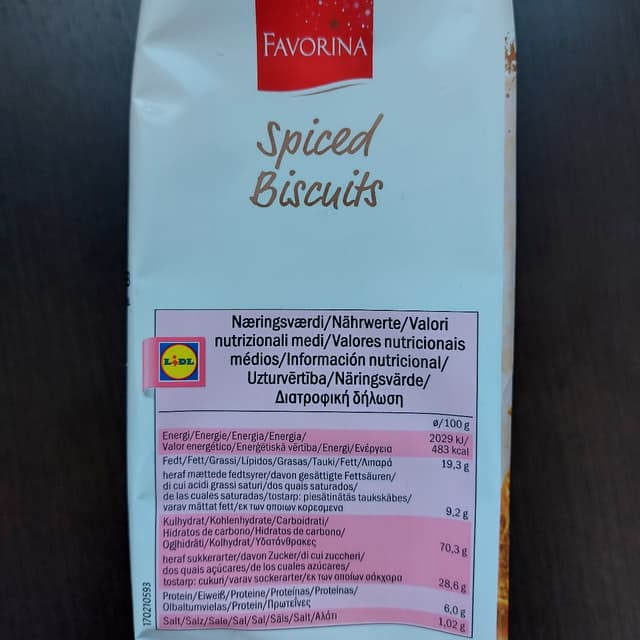 FAVORINA
Spiced
Biscuits
LIDL
Næringsværdi/Nährwerte/Valori
nutrizionali medi/Valores nutricionais
médios/Información nutricional/
Uzturvērtība/Näringsvärde/
Διατροφική δήλωση
ø/100 g
Energi/Energie/Energia/Energia/
Valor energético/Enerģētiskā vērtība/Energi/Ενέργεια
2029 kJ/
483 kcal
Fedt/Fett/Grassi/Lípidos/Grasas/Tauki/Fett/Λιπαρά
19,3 g
heraf mættede fedtsyrer/davon gesättigte Fettsäuren/
di cui acidi grassi saturi/dos quais saturados/
de las cuales saturadas/tostarp: piesātinātās taukskābes/
varav mättat fett/εκ των οποίων κορεσμένα
9,2 g
Kulhydrat/Kohlenhydrate/Carboidrati/
Hidratos de carbono/Hidratos de carbono/
Ogļhidrāti/Kolhydrat/Υδατάνθρακες
70,3 g
heraf sukkerarter/davon Zucker/di cui zuccheri/
dos quais açúcares/de los cuales azúcares/
tostarp: cukuri/varav sockerarter/εκ των οποίων σάκχαρα
28,6 g
Protein/Eiweiß/Proteine/Proteínas/Proteínas/
Olbaltumvielas/Protein/Πρωτεΐνες
6,0 g
Salt/Salz/Sale/Sal/Sal/Sāls/Salt/Αλάτι
1,02 g
170210593